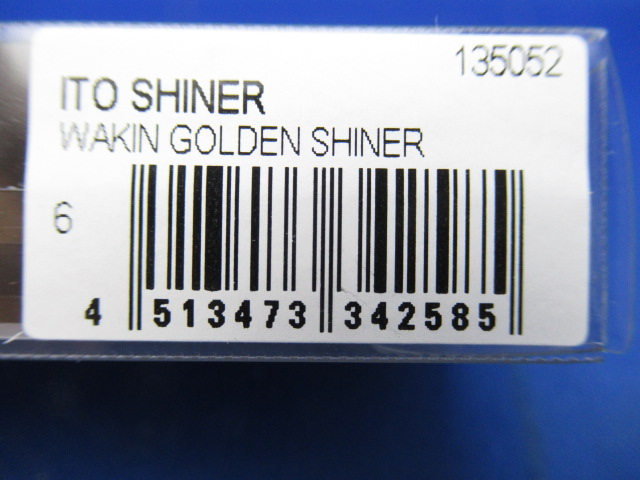 135052
ITO SHINER
WAKIN GOLDEN SHINER
6
4 513473 342585